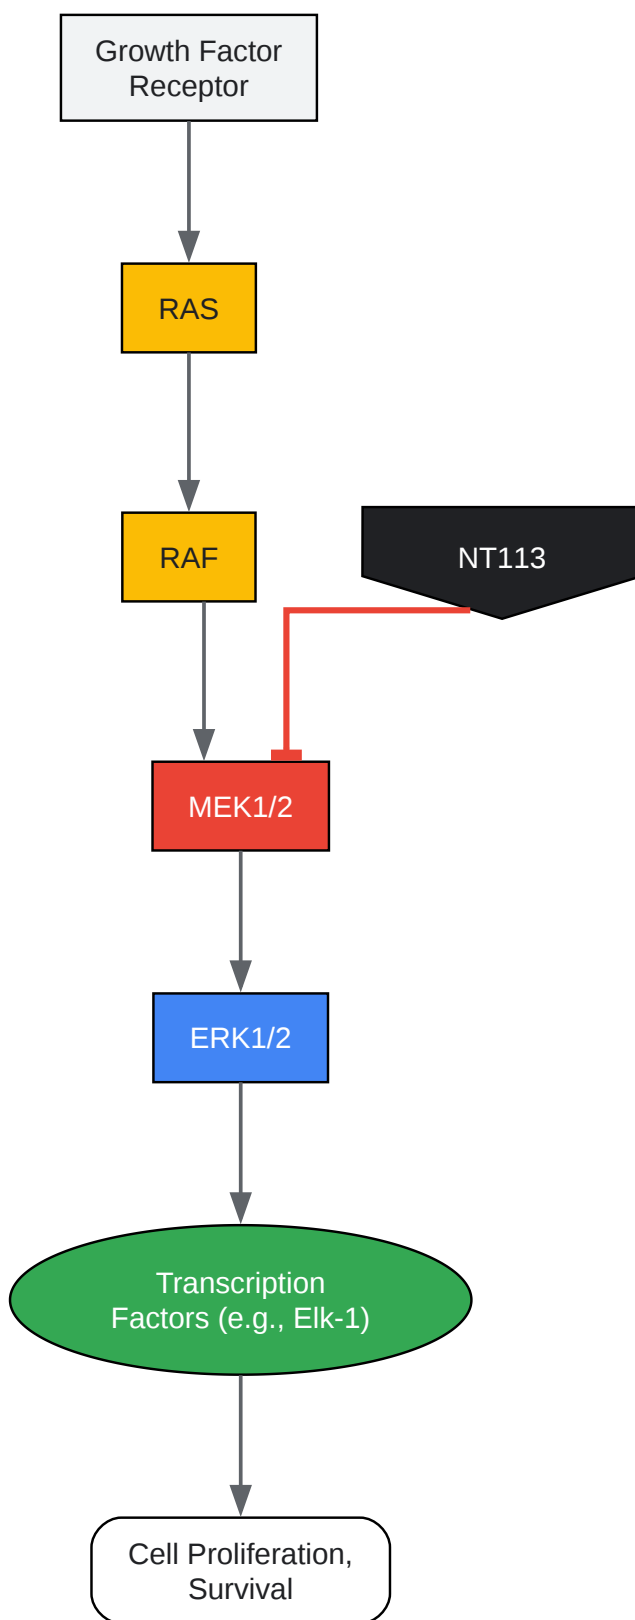 Growth Factor
Receptor
RAS
RAF
NT113
MEK1/2
ERK1/2
Transcription
Factors (e.g., Elk-1)
Cell Proliferation,
Survival